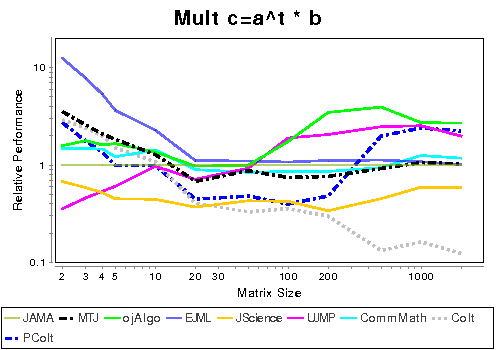 Mult c=a^t * b
Relative Performance
10
1
0.1
2 3 4 5 10 20 30 100 200 1000
Matrix Size
JAMA MTJ ojAlgo EJML JScience UJMP CommMath Colt
PColt